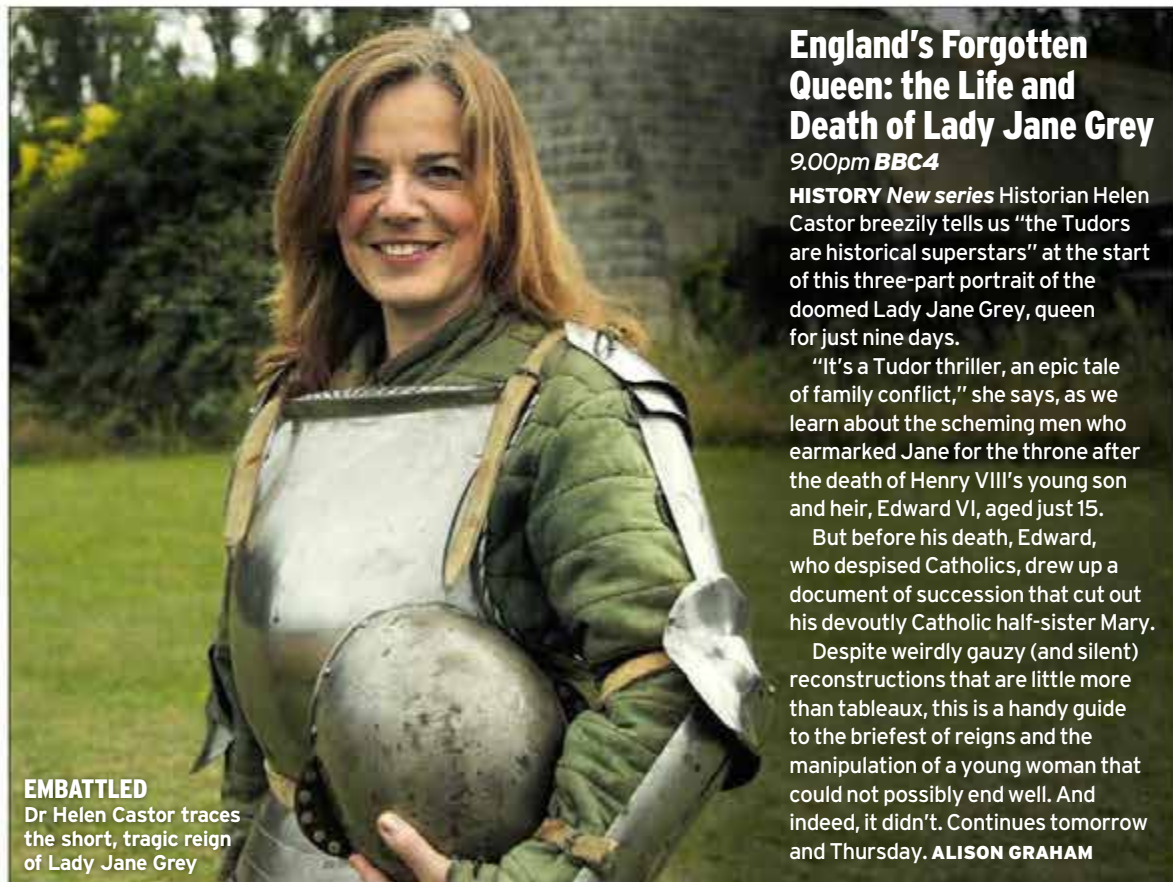 England's Forgotten
Queen: the Life and
Death of Lady Jane Grey
9.00pm BBC4
HISTORY New series Historian Helen
Castor breezily tells us “the Tudors
are historical superstars” at the start
of this three-part portrait of the
doomed Lady Jane Grey, queen
for just nine days.
“It's a Tudor thriller, an epic tale
of family conflict,” she says, as we
learn about the scheming men who
earmarked Jane for the throne after
the death of Henry VIII's young son
and heir, Edward VI, aged just 15.
But before his death, Edward,
who despised Catholics, drew up a
document of succession that cut out
his devoutly Catholic half-sister Mary.
Despite weirdly gauzy (and silent)
reconstructions that are little more
than tableaux, this is a handy guide
to the briefest of reigns and the
manipulation of a young woman that
could not possibly end well. And
indeed, it didn't. Continues tomorrow
and Thursday. ALISON GRAHAM
EMBATTLED
Dr Helen Castor traces
the short, tragic reign
of Lady Jane Grey